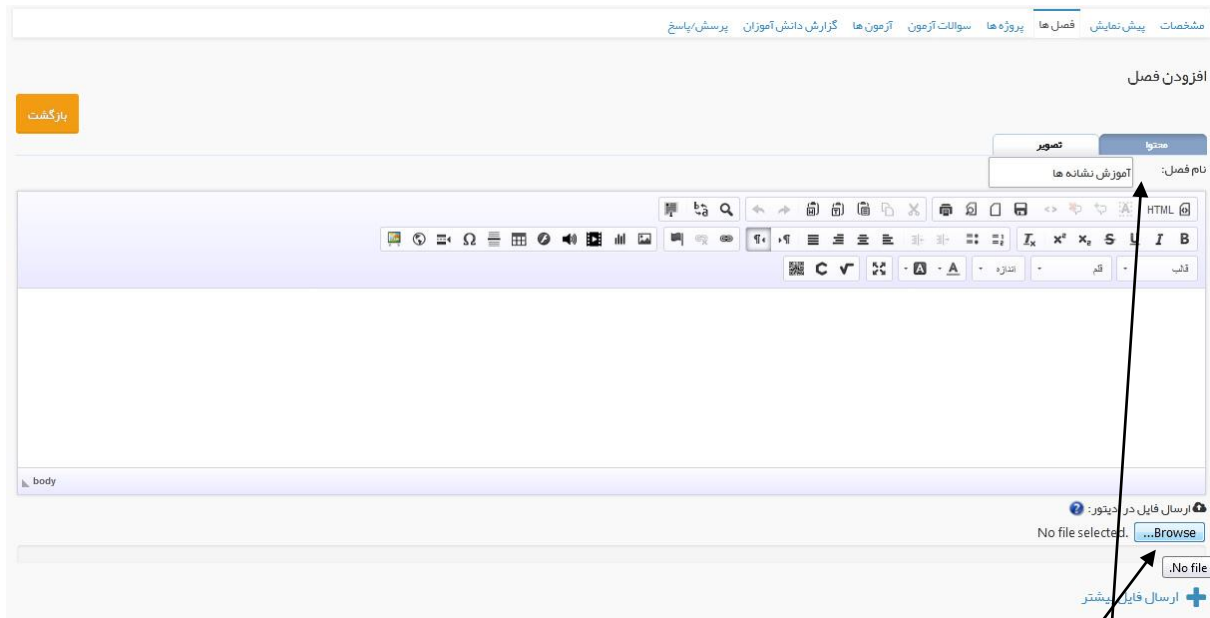 مشخصات پیش نمایش فصل ها پروژه ها سوالات آزمون آزمون ها گزارش دانش آموزان پرسش/پاسخ
افزودن فصل
بازگشت
محتوا تصویر
نام فصل: آموزش نشانه ها
HTML
B I U S x₂ x² Iₓ
قالب قلم اندازه A A C
body
ارسال فایل در ادیتور:
Browse... No file selected.
No file.
ارسال فایل بیشتر